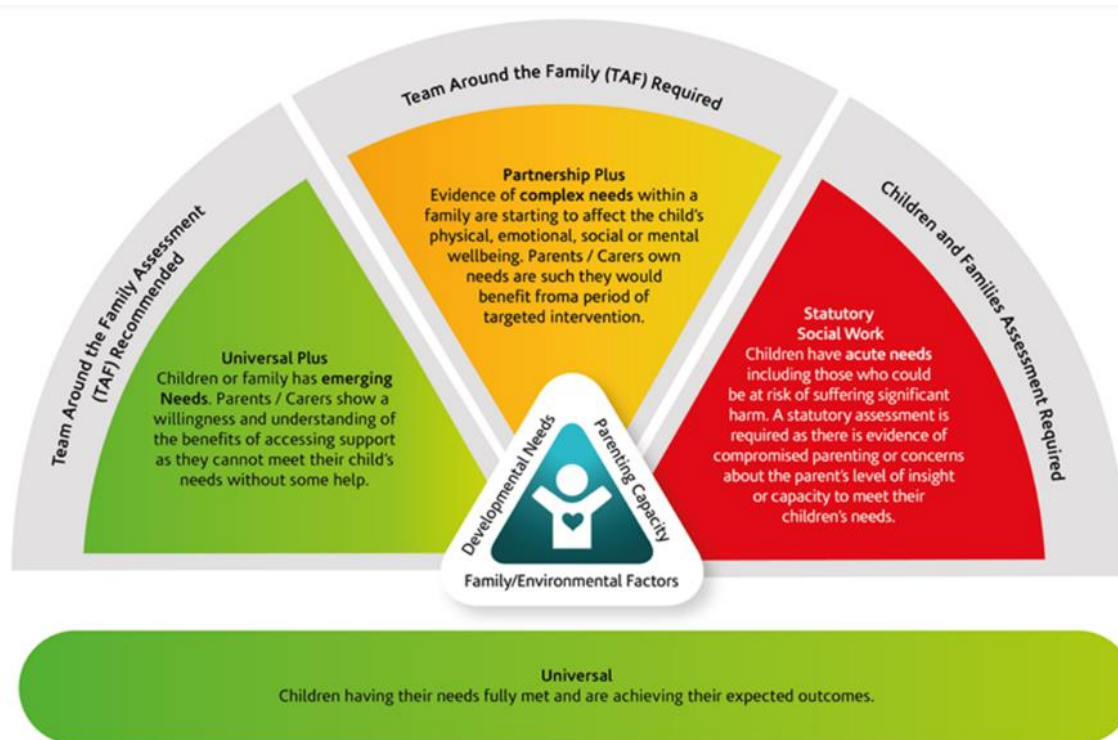 Team Around the Family Assessment
(TAF) Recommended
Team Around the Family (TAF) Required
Children and Families Assessment Required
Universal Plus
Children or family has emerging
Needs. Parents / Carers show a
willingness and understanding of
the benefits of accessing support
as they cannot meet their child's
needs without some help.
Partnership Plus
Evidence of complex needs within a
family are starting to affect the child's
physical, emotional, social or mental
wellbeing. Parents / Carers own
needs are such they would
benefit froma period of
targeted intervention.
Statutory
Social Work
Children have acute needs
including those who could
be at risk of suffering significant
harm. A statutory assessment is
required as there is evidence of
compromised parenting or concerns
about the parent's level of insight
or capacity to meet their
children's needs.
Developmental Needs
Parenting Capacity
Family/Environmental Factors
Universal
Children having their needs fully met and are achieving their expected outcomes.